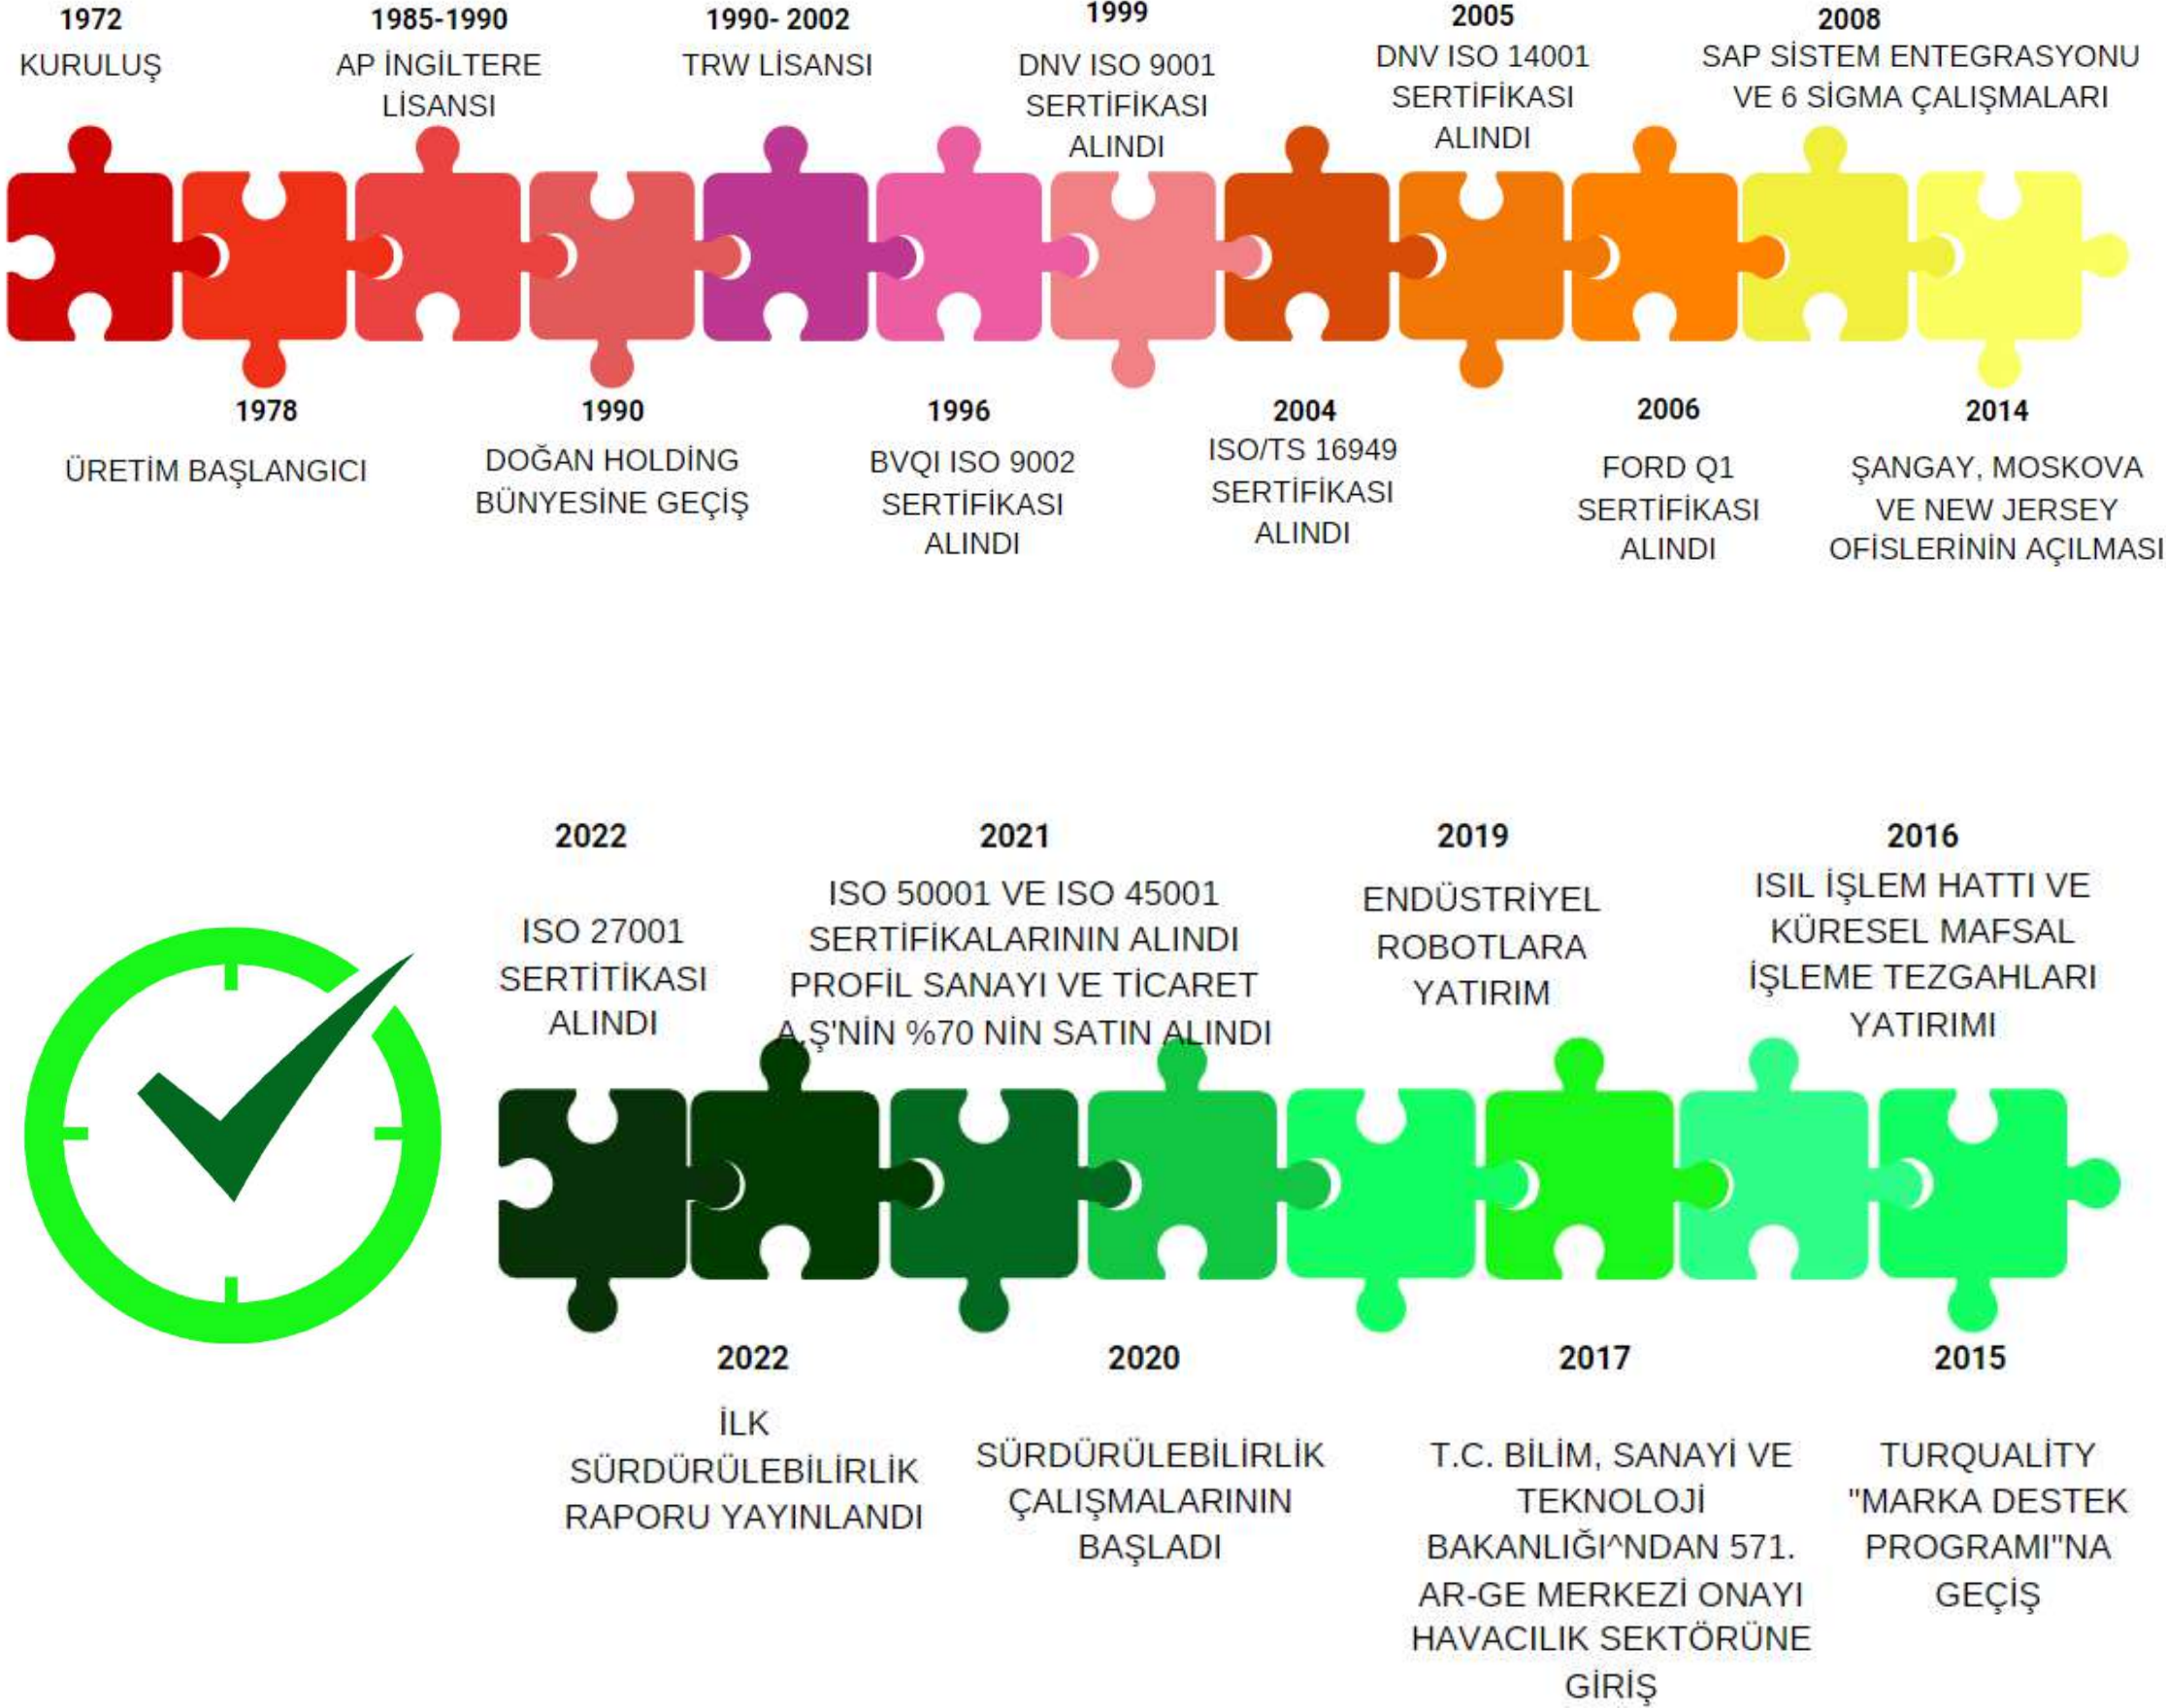 1972
KURULUŞ
1985-1990
AP İNGİLTERE
LİSANSI
1990- 2002
TRW LİSANSI
1999
DNV ISO 9001
SERTİFİKASI
ALINDI
2005
DNV ISO 14001
SERTİFİKASI
ALINDI
2008
SAP SİSTEM ENTEGRASYONU
VE 6 SİGMA ÇALIŞMALARI
1978
ÜRETİM BAŞLANGICI
1990
DOĞAN HOLDİNG
BÜNYESİNE GEÇİŞ
1996
BVQI ISO 9002
SERTİFİKASI
ALINDI
2004
ISO/TS 16949
SERTİFİKASI
ALINDI
2006
FORD Q1
SERTİFİKASI
ALINDI
2014
ŞANGAY, MOSKOVA
VE NEW JERSEY
OFİSLERİNİN AÇILMASI
2022
ISO 27001
SERTİTİKASI
ALINDI
2021
ISO 50001 VE ISO 45001
SERTİFİKALARININ ALINDI
PROFİL SANAYI VE TİCARET
A.Ş'NİN %70 NİN SATIN ALINDI
2019
ENDÜSTRİYEL
ROBOTLARA
YATIRIM
2016
ISIL İŞLEM HATTI VE
KÜRESEL MAFSAL
İŞLEME TEZGAHLARI
YATIRIMI
2022
İLK
SÜRDÜRÜLEBİLİRLİK
RAPORU YAYINLANDI
2020
SÜRDÜRÜLEBİLİRLİK
ÇALIŞMALARININ
BAŞLADI
2017
T.C. BİLİM, SANAYİ VE
TEKNOLOJİ
BAKANLIĞI^NDAN 571.
AR-GE MERKEZİ ONAYI
HAVACILIK SEKTÖRÜNE
GİRİŞ
2015
TURQUALİTY
"MARKA DESTEK
PROGRAMI"NA
GEÇİŞ